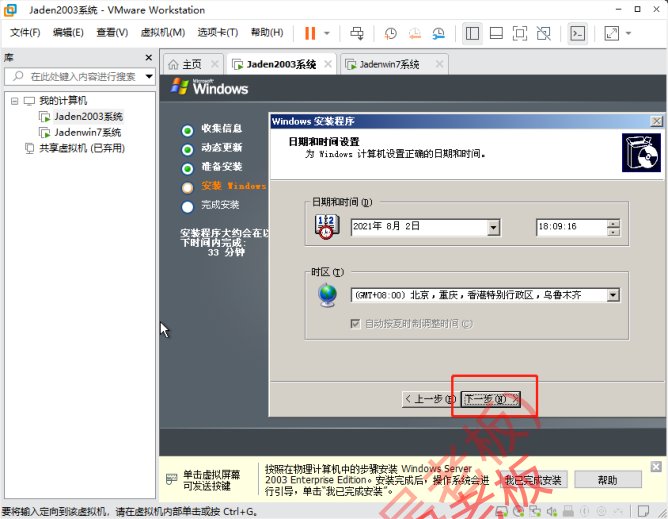 Jaden2003系统 - VMware Workstation
文件(F) 编辑(E) 查看(V) 虚拟机(M) 选项卡(T) 帮助(H)
库
在此处键入内容进行搜索
我的计算机
Jaden2003系统
Jadenwin7系统
共享虚拟机 (已弃用)
主页 Jaden2003系统 Jadenwin7系统
Microsoft
Windows
收集信息
动态更新
准备安装
安装 Windows
完成安装
安装程序大约会在以
下时间内完成:
33 分钟
Windows 安装程序
日期和时间设置
为 Windows 计算机设置正确的日期和时间。
日期和时间(D)
2021年 8月 2日 18:09:16
时区(T)
(GMT+08:00) 北京，重庆，香港特别行政区，乌鲁木齐
自动按夏时制调整时间(C)
< 上一步(B) 下一步(N) >
单击虚拟屏幕
可发送按键
按照在物理计算机中的步骤安装 Windows Server
2003 Enterprise Edition。安装完成后，操作系统会进
行引导，单击“我已完成安装”。
我已完成安装 帮助
要将输入定向到该虚拟机，请在虚拟机内部单击或按 Ctrl+G。
老板)
老板